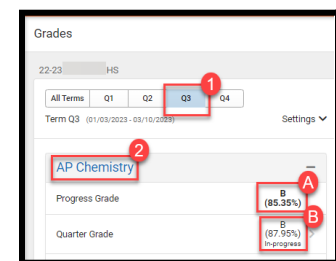 Grades
22-23 HS
1
All Terms Q1 Q2 Q3 Q4
Term Q3 (01/03/2023 - 03/10/2023) Settings
2
AP Chemistry
A
Progress Grade B
(85.35%)
B
Quarter Grade B
(87.95%)
In-progress